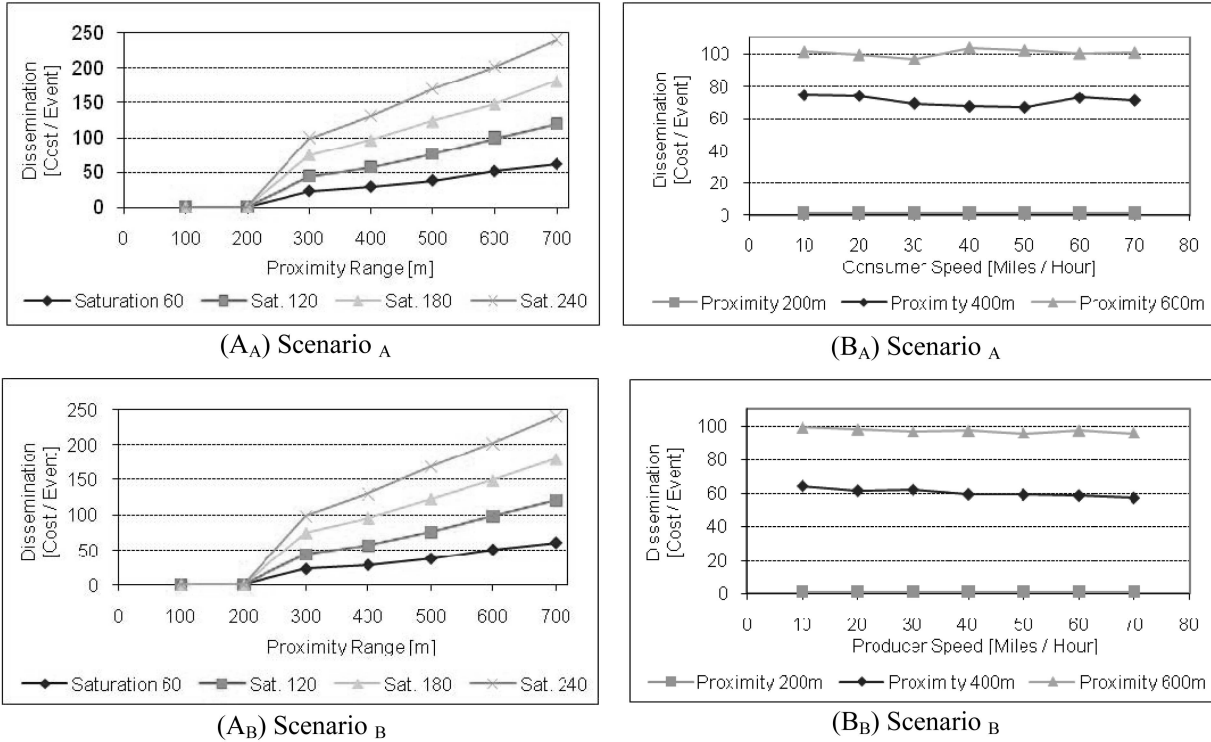 250
200
150
100
50
0
Dissemination
[Cost / Event]
0 100 200 300 400 500 600 700
Proximity Range [m]
Saturation 60 Sat. 120 Sat. 180 Sat. 240
(AA) Scenario A
100
80
60
40
20
0
Dissemination
[Cost / Event]
0 10 20 30 40 50 60 70 80
Consumer Speed [Miles / Hour]
Proximity 200m Proximity 400m Proximity 600m
(BA) Scenario A
250
200
150
100
50
0
Dissemination
[Cost / Event]
0 100 200 300 400 500 600 700
Proximity Range [m]
Saturation 60 Sat. 120 Sat. 180 Sat. 240
(AB) Scenario B
100
80
60
40
20
0
Dissemination
[Cost / Event]
0 10 20 30 40 50 60 70 80
Producer Speed [Miles / Hour]
Proximity 200m Proximity 400m Proximity 600m
(BB) Scenario B